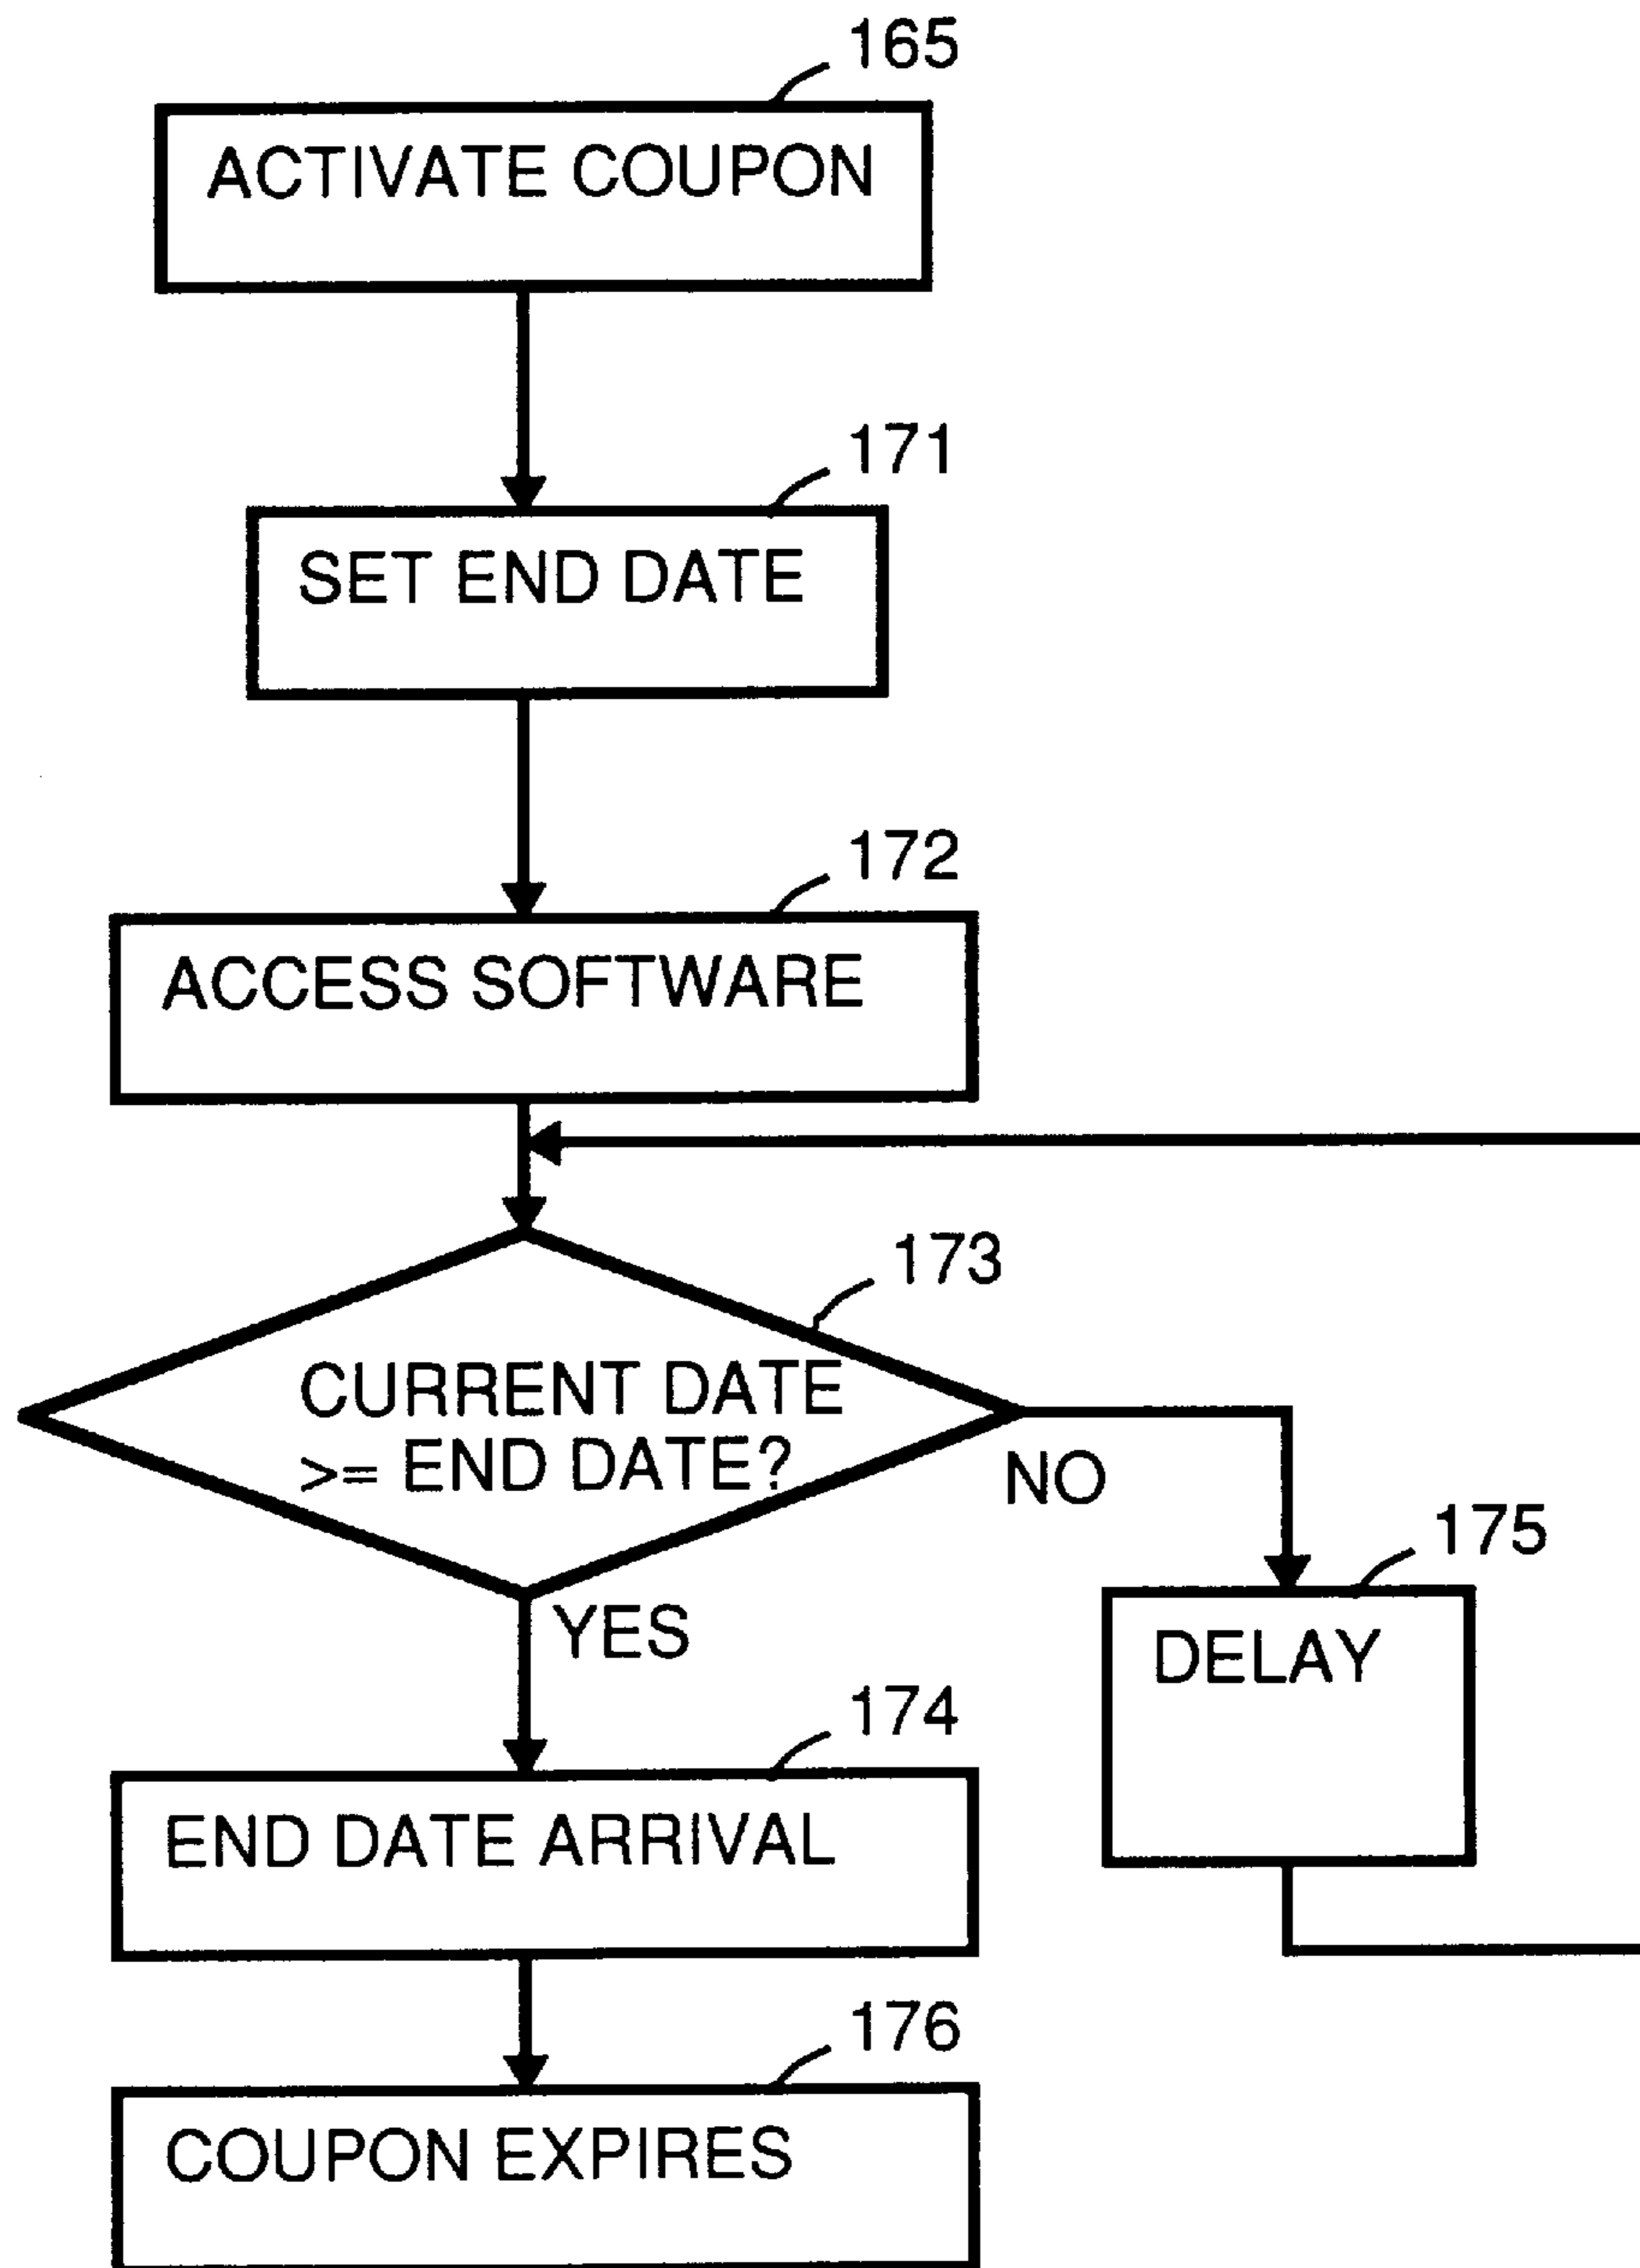 165
ACTIVATE COUPON
171
SET END DATE
172
ACCESS SOFTWARE
173
CURRENT DATE
>= END DATE?
NO
YES
175
DELAY
174
END DATE ARRIVAL
176
COUPON EXPIRES